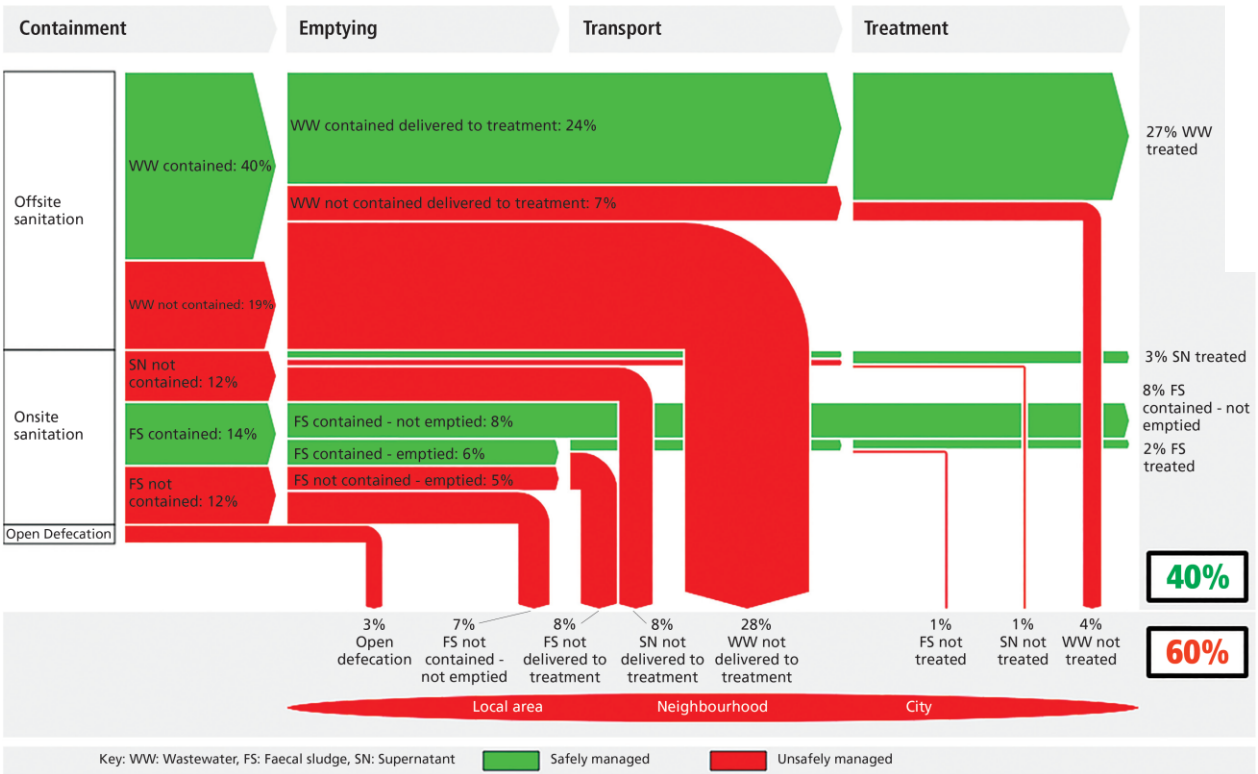 Containment
Emptying
Transport
Treatment
Offsite
sanitation
Onsite
sanitation
Open Defecation
WW contained: 40%
WW not contained: 19%
SN not
contained: 12%
FS contained: 14%
FS not
contained: 12%
WW contained delivered to treatment: 24%
WW not contained delivered to treatment: 7%
FS contained - not emptied: 8%
FS contained - emptied: 6%
FS not contained - emptied: 5%
27% WW
treated
3% SN treated
8% FS
contained - not
emptied
2% FS
treated
40%
60%
3%
Open
defecation
7%
FS not
contained -
not emptied
8%
FS not
delivered to
treatment
8%
SN not
delivered to
treatment
28%
WW not
delivered to
treatment
1%
FS not
treated
1%
SN not
treated
4%
WW not
treated
Local area
Neighbourhood
City
Key: WW: Wastewater, FS: Faecal sludge, SN: Supernatant
Safely managed
Unsafely managed